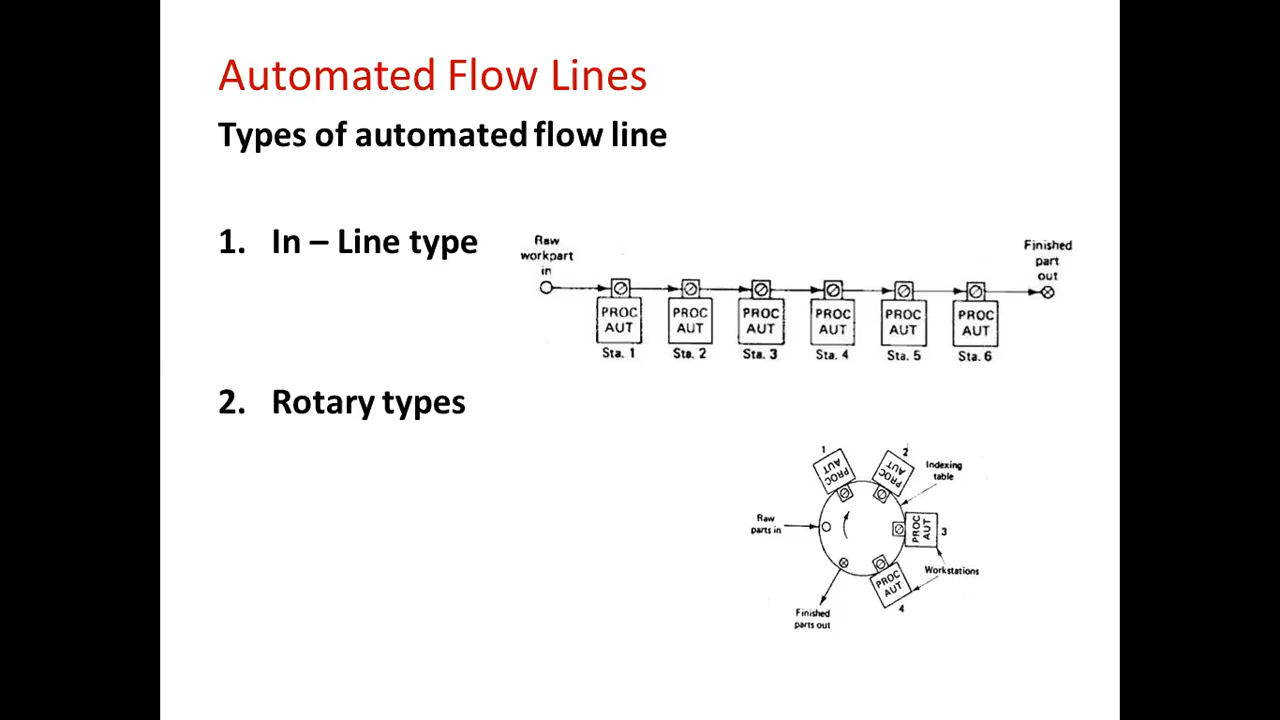 Automated Flow Lines
Types of automated flow line
1. In – Line type
Raw
workpart
in
Finished
part
out
PROC
AUT
PROC
AUT
PROC
AUT
PROC
AUT
PROC
AUT
PROC
AUT
Sta. 1
Sta. 2
Sta. 3
Sta. 4
Sta. 5
Sta. 6
2. Rotary types
1
PROC
AUT
2
PROC
AUT
Indexing
table
Raw
parts in
PROC
AUT
3
Workstations
PROC
AUT
4
Finished
parts out